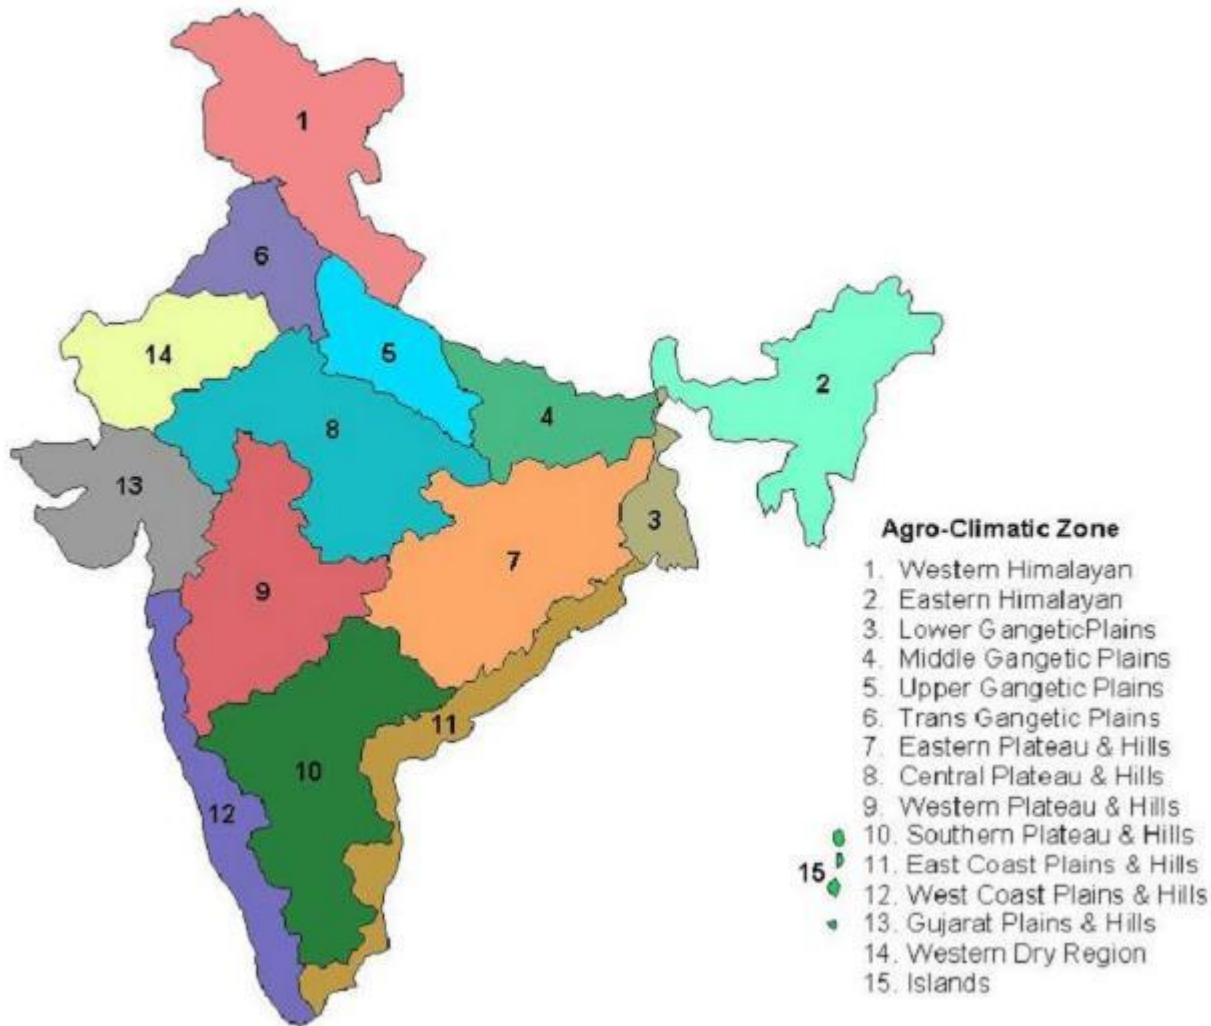 1
6
14
5
2
4
8
13
3
7
9
11
10
12
15
Agro-Climatic Zone
1. Western Himalayan
2. Eastern Himalayan
3. Lower GangeticPlains
4. Middle Gangetic Plains
5. Upper Gangetic Plains
6. Trans Gangetic Plains
7. Eastern Plateau & Hills
8. Central Plateau & Hills
9. Western Plateau & Hills
10. Southern Plateau & Hills
11. East Coast Plains & Hills
12. West Coast Plains & Hills
13. Gujarat Plains & Hills
14. Western Dry Region
15. Islands